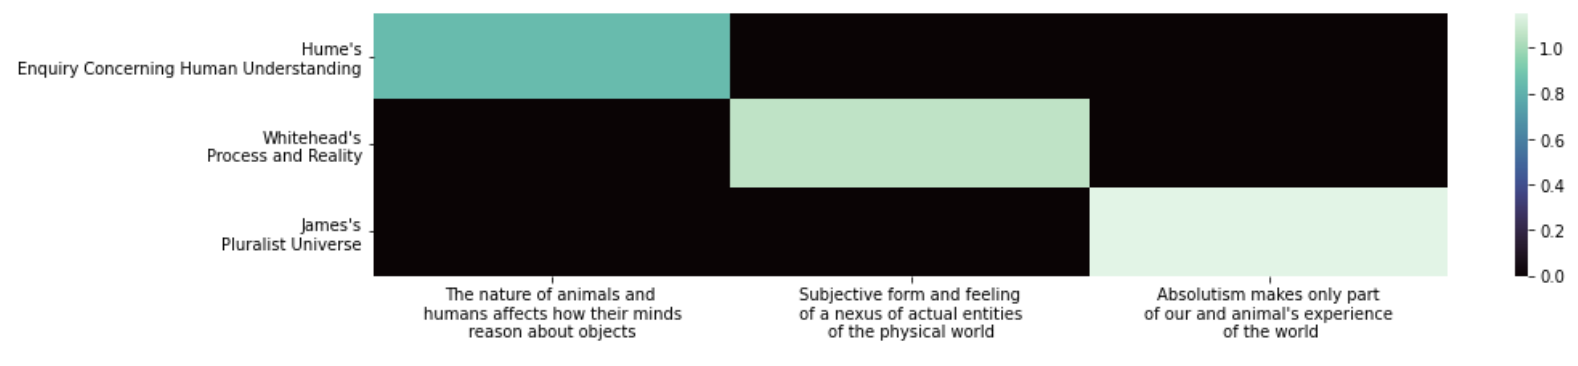 Hume's
Enquiry Concerning Human Understanding
Whitehead's
Process and Reality
James's
Pluralist Universe
The nature of animals and
humans affects how their minds
reason about objects
Subjective form and feeling
of a nexus of actual entities
of the physical world
Absolutism makes only part
of our and animal's experience
of the world
1.0
0.8
0.6
0.4
0.2
0.0